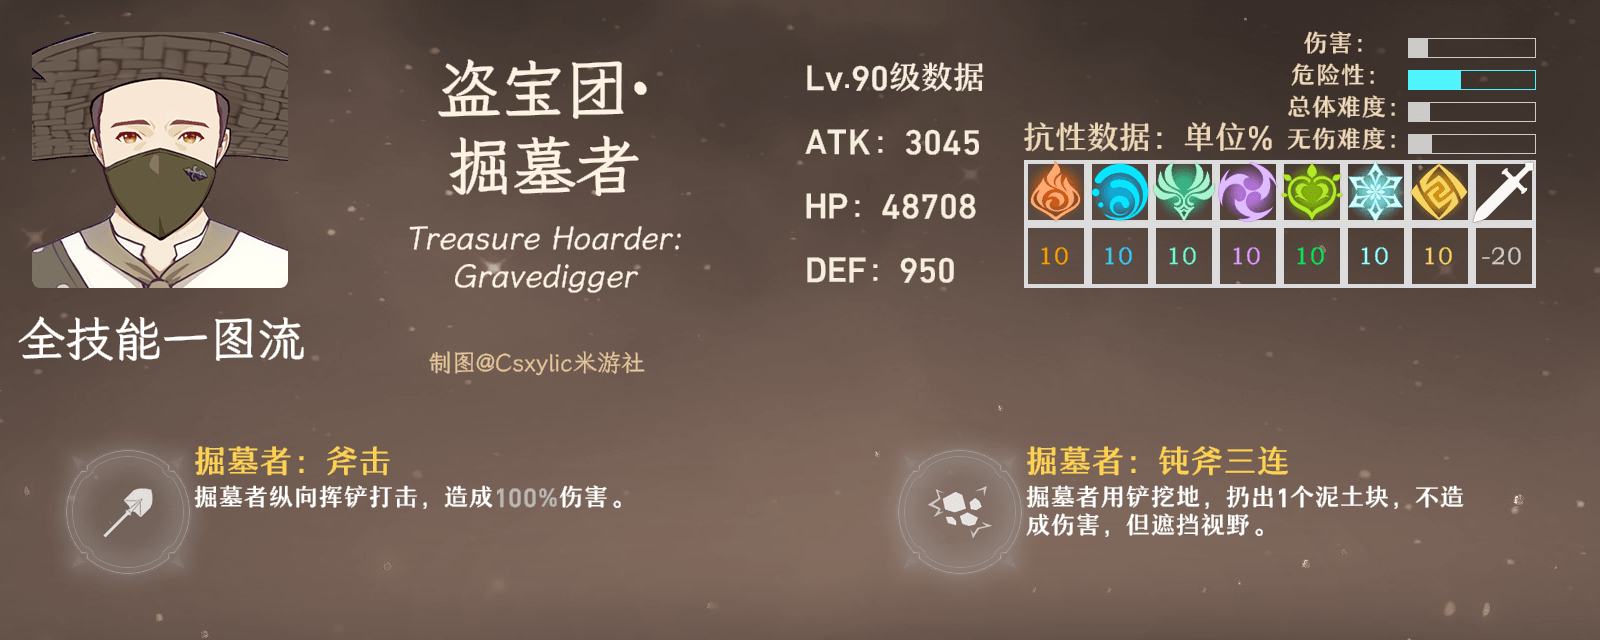 盗宝团·
掘墓者
Treasure Hoarder:
Gravedigger
制图@Csxylic米游社
全技能一图流
Lv.90级数据
ATK：3045
HP：48708
DEF：950
伤害：
危险性：
总体难度：
无伤难度：
抗性数据：单位%
10 10 10 10 10 10 10 -20
掘墓者：斧击
掘墓者纵向挥铲打击，造成100%伤害。
掘墓者：钝斧三连
掘墓者用铲挖地，扔出1个泥土块，不造
成伤害，但遮挡视野。